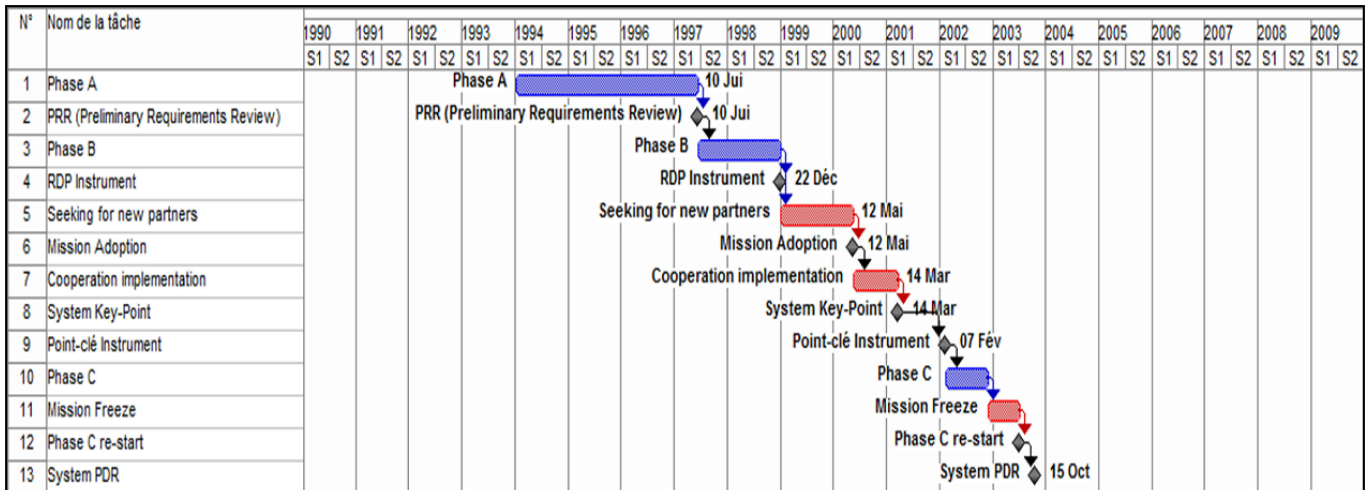 N° Nom de la tâche 1990 1991 1992 1993 1994 1995 1996 1997 1998 1999 2000 2001 2002 2003 2004 2005 2006 2007 2008 2009
S1 S2 S1 S2 S1 S2 S1 S2 S1 S2 S1 S2 S1 S2 S1 S2 S1 S2 S1 S2 S1 S2 S1 S2 S1 S2 S1 S2 S1 S2 S1 S2 S1 S2 S1 S2 S1 S2 S1 S2
1 Phase A Phase A 10 Jui
2 PRR (Preliminary Requirements Review) PRR (Preliminary Requirements Review) 10 Jui
3 Phase B Phase B
4 RDP Instrument RDP Instrument 22 Déc
5 Seeking for new partners Seeking for new partners 12 Mai
6 Mission Adoption Mission Adoption 12 Mai
7 Cooperation implementation Cooperation implementation 14 Mar
8 System Key-Point System Key-Point 14 Mar
9 Point-clé Instrument Point-clé Instrument 07 Fév
10 Phase C Phase C
11 Mission Freeze Mission Freeze
12 Phase C re-start Phase C re-start
13 System PDR System PDR 15 Oct